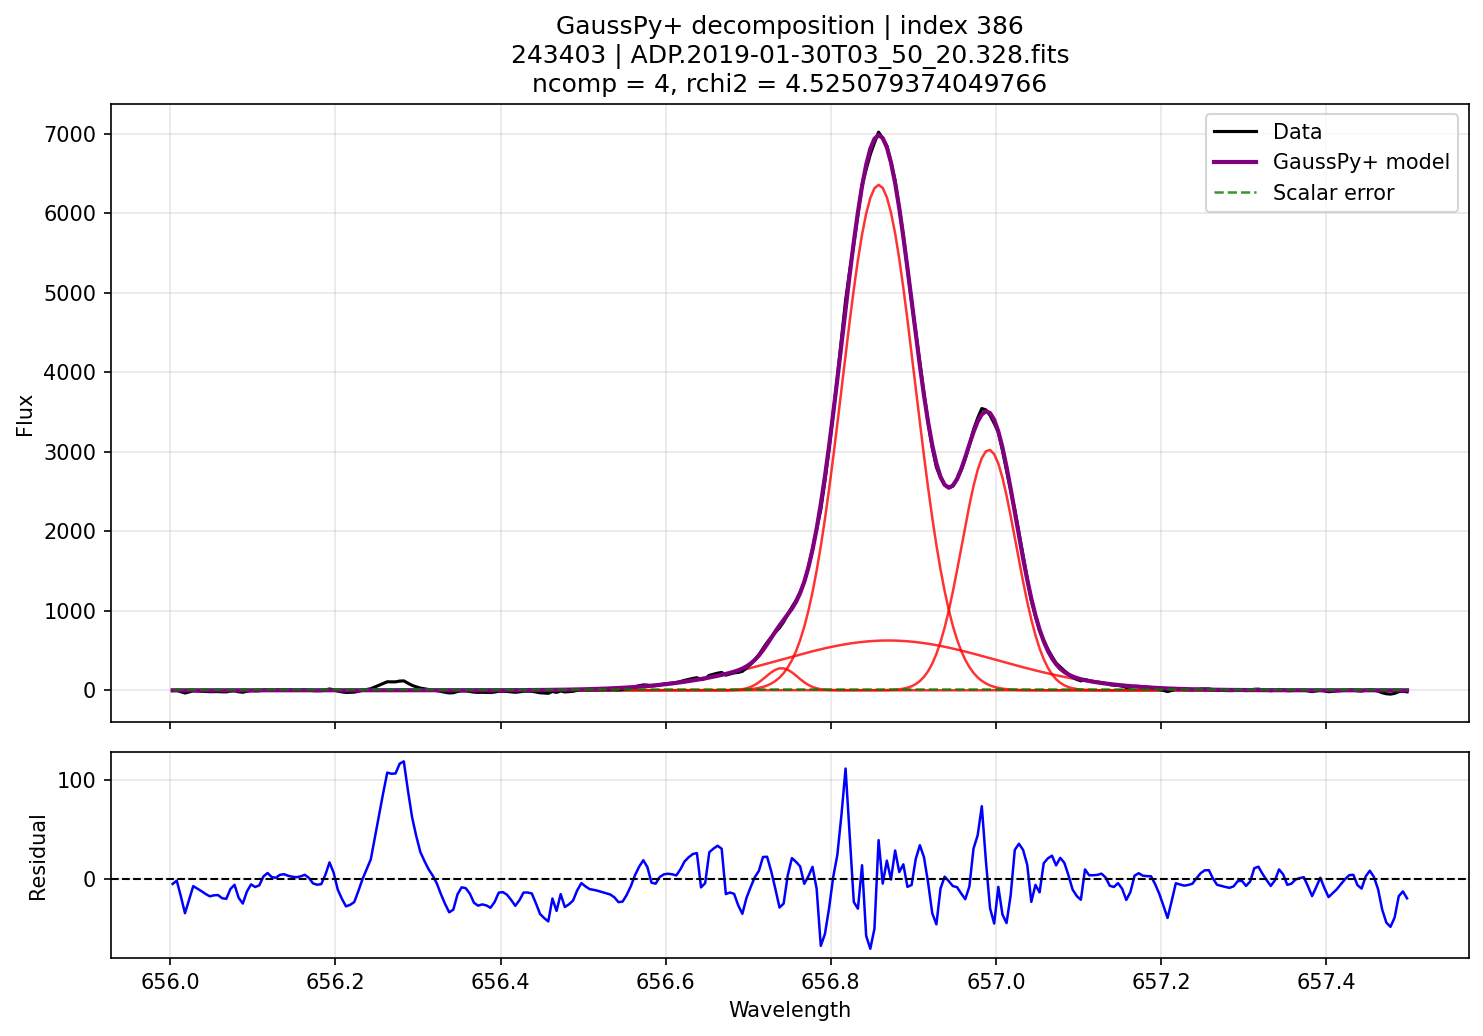 GaussPy+ decomposition | index 386
243403 | ADP.2019-01-30T03_50_20.328.fits
ncomp = 4, rchi2 = 4.525079374049766
Data
GaussPy+ model
Scalar error
Flux
7000
6000
5000
4000
3000
2000
1000
0
Residual
100
0
656.0
656.2
656.4
656.6
656.8
657.0
657.2
657.4
Wavelength